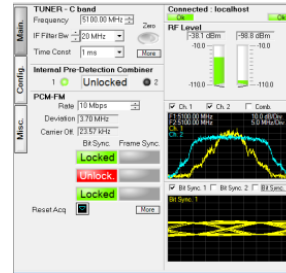 TUNER - C band
Frequency 5100.00 MHz
Zero
IF Filter Bw 20 MHz
Time Const 1 ms More
Internal Pre-Detection Combiner
1 Unlocked 2
PCM-FM
Rate 10 Mbps
Deviation 3.70 MHz
Carrier Off. 23.57 kHz
Bit Sync. Frame Sync.
Locked
Unlock.
Locked
Reset Acq More
Main.
Config.
Misc.
Connected : localhost
Ok Ok
RF Level
-38.1 dBm -98.8 dBm
-10.0 -10.0
-110.0 -110.0
Ch. 1 Ch. 2 Comb.
F1:5100.00 MHz 10.0 dB/Div
F2:5100.00 MHz 5.0 MHz/Div
Ch. 1
Ch. 2
Bit Sync. 1 Bit Sync. 2 Bit Sync.
Bit Sync. 1